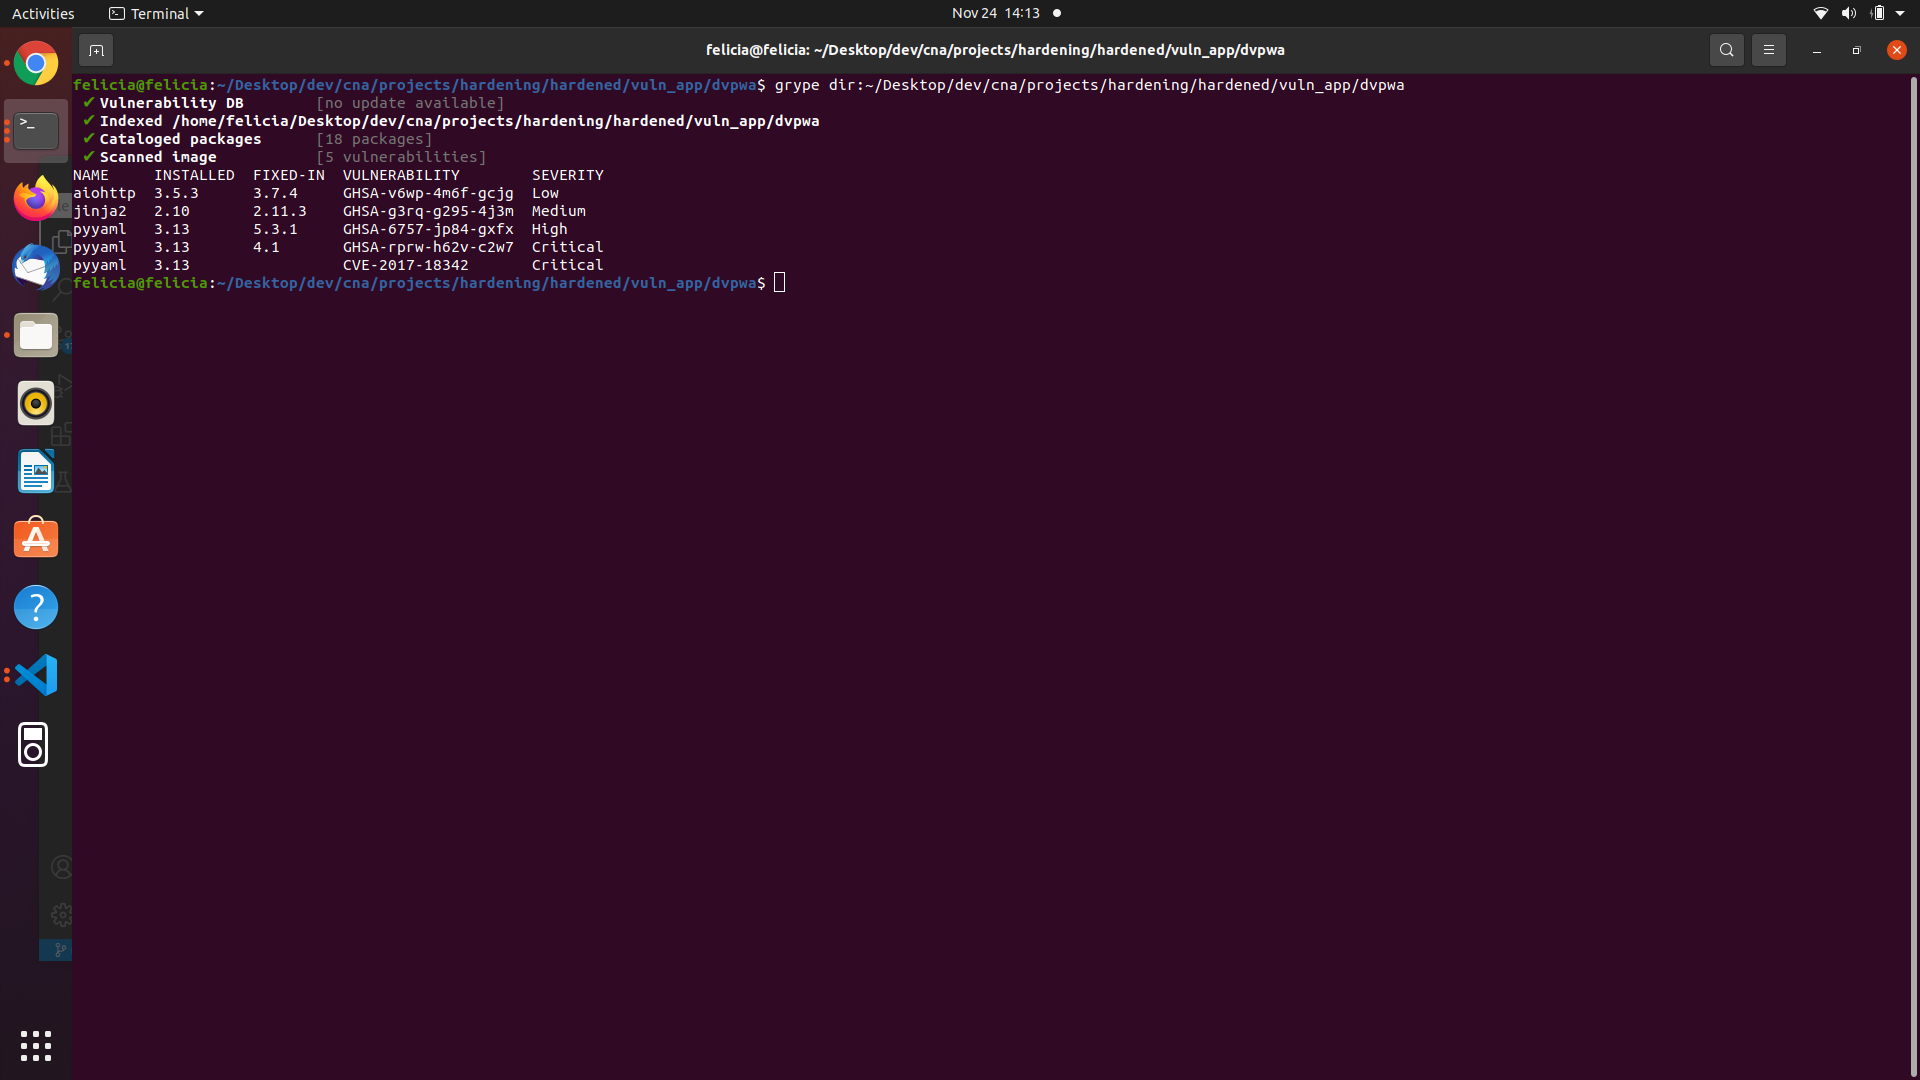 Activities Terminal Nov 24 14:13
felicia@felicia: ~/Desktop/dev/cna/projects/hardening/hardened/vuln_app/dvpwa
felicia@felicia:~/Desktop/dev/cna/projects/hardening/hardened/vuln_app/dvpwa$ grype dir:~/Desktop/dev/cna/projects/hardening/hardened/vuln_app/dvpwa
✔ Vulnerability DB [no update available]
✔ Indexed /home/felicia/Desktop/dev/cna/projects/hardening/hardened/vuln_app/dvpwa
✔ Cataloged packages [18 packages]
✔ Scanned image [5 vulnerabilities]
NAME INSTALLED FIXED-IN VULNERABILITY SEVERITY
aiohttp 3.5.3 3.7.4 GHSA-v6wp-4m6f-gcjg Low
jinja2 2.10 2.11.3 GHSA-g3rq-g295-4j3m Medium
pyyaml 3.13 5.3.1 GHSA-6757-jp84-gxfx High
pyyaml 3.13 4.1 GHSA-rprw-h62v-c2w7 Critical
pyyaml 3.13 CVE-2017-18342 Critical
felicia@felicia:~/Desktop/dev/cna/projects/hardening/hardened/vuln_app/dvpwa$